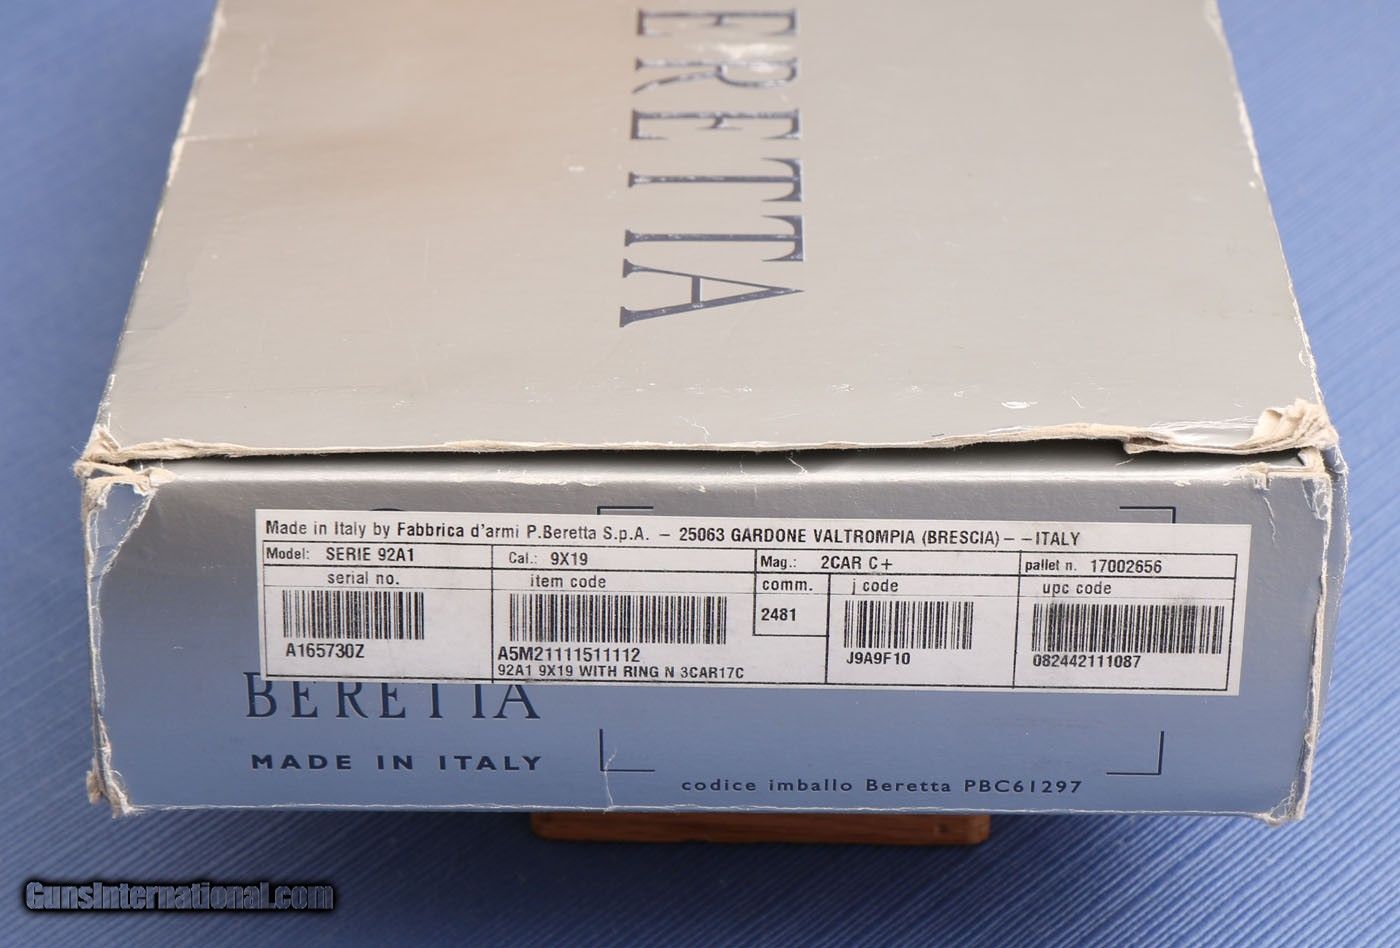 ERETTA
Made in Italy by Fabbrica d'armi P.Beretta S.p.A. – 25063 GARDONE VALTROMPIA (BRESCIA)– –ITALY
Model: SERIE 92A1 Cal.: 9X19 Mag.: 2CAR C+ pallet n. 17002656
serial no. item code comm. j code upc code
2481
A165730Z A5M21111511112 J9A9F10 082442111087
92A1 9X19 WITH RING N 3CAR17C
BERETTA
MADE IN ITALY
codice imballo Beretta PBC61297
GunsInternational.com